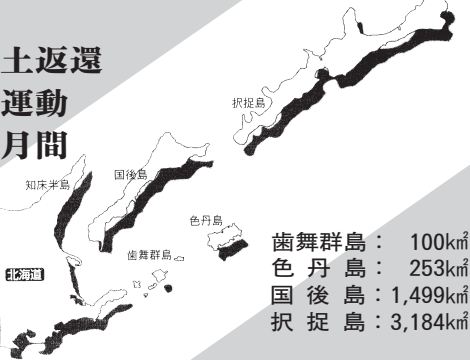 土返還
運動
月間
択捉島
国後島
知床半島
色丹島
歯舞群島
北海道
歯舞群島： 100k㎡
色丹島： 253k㎡
国後島：1,499k㎡
択捉島：3,184k㎡